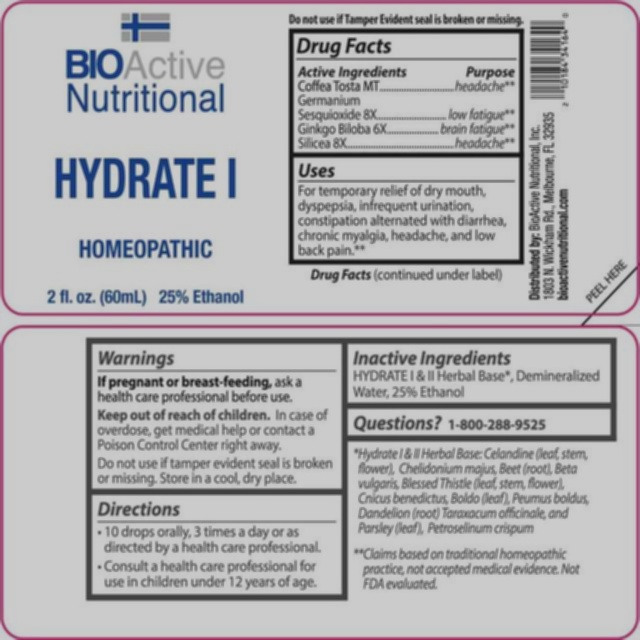 BIOActive
Nutritional
HYDRATE I
HOMEOPATHIC
2 fl. oz. (60mL) 25% Ethanol
Do not use if Tamper Evident seal is broken or missing.
Drug Facts
Active Ingredients Purpose
Coffea Tosta MT..........................headache**
Germanium
Sesquioxide 8X.........................low fatigue**
Ginkgo Biloba 6X....................brain fatigue**
Silicea 8X.......................................headache**
Uses
For temporary relief of dry mouth,
dyspepsia, infrequent urination,
constipation alternated with diarrhea,
chronic myalgia, headache, and low
back pain.**
Drug Facts (continued under label)
Distributed by: BioActive Nutritional, Inc.
1803 N. Wickham Rd., Melbourne, FL 32935
bioactivenutritional.com
2 10184 34164 0
PEEL HERE
Warnings
If pregnant or breast-feeding, ask a
health care professional before use.
Keep out of reach of children. In case of
overdose, get medical help or contact a
Poison Control Center right away.
Do not use if tamper evident seal is broken
or missing. Store in a cool, dry place.
Directions
• 10 drops orally, 3 times a day or as
directed by a health care professional.
• Consult a health care professional for
use in children under 12 years of age.
Inactive Ingredients
HYDRATE I & II Herbal Base*, Demineralized
Water, 25% Ethanol
Questions? 1-800-288-9525
*Hydrate I & II Herbal Base: Celandine (leaf, stem,
flower), Chelidonium majus, Beet (root), Beta
vulgaris, Blessed Thistle (leaf, stem, flower),
Cnicus benedictus, Boldo (leaf), Peumus boldus,
Dandelion (root) Taraxacum officinale, and
Parsley (leaf), Petroselinum crispum
**Claims based on traditional homeopathic
practice, not accepted medical evidence. Not
FDA evaluated.